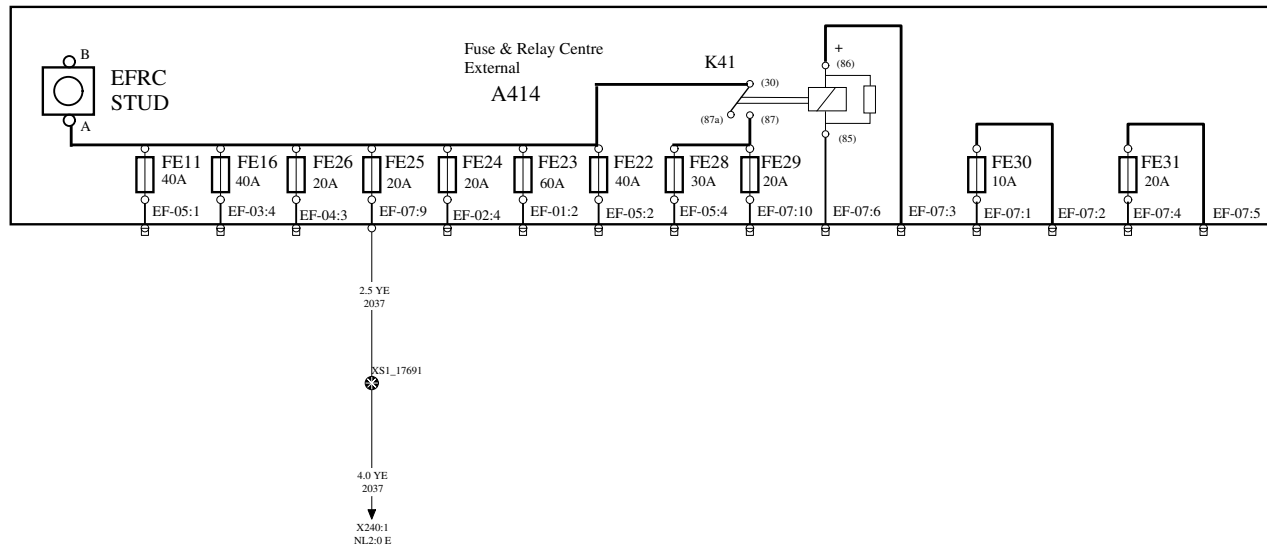 B
EFRC
STUD
A
Fuse & Relay Centre
External
A414
K41
(30)
(87a)
(87)
+
(86)
(85)
FE11
40A
FE16
40A
FE26
20A
FE25
20A
FE24
20A
FE23
60A
FE22
40A
FE28
30A
FE29
20A
FE30
10A
FE31
20A
EF-05:1
EF-03:4
EF-04:3
EF-07:9
EF-02:4
EF-01:2
EF-05:2
EF-05:4
EF-07:10
EF-07:6
EF-07:3
EF-07:1
EF-07:2
EF-07:4
EF-07:5
2.5 YE
2037
XS1_17691
4.0 YE
2037
X240:1
NL2:0 E